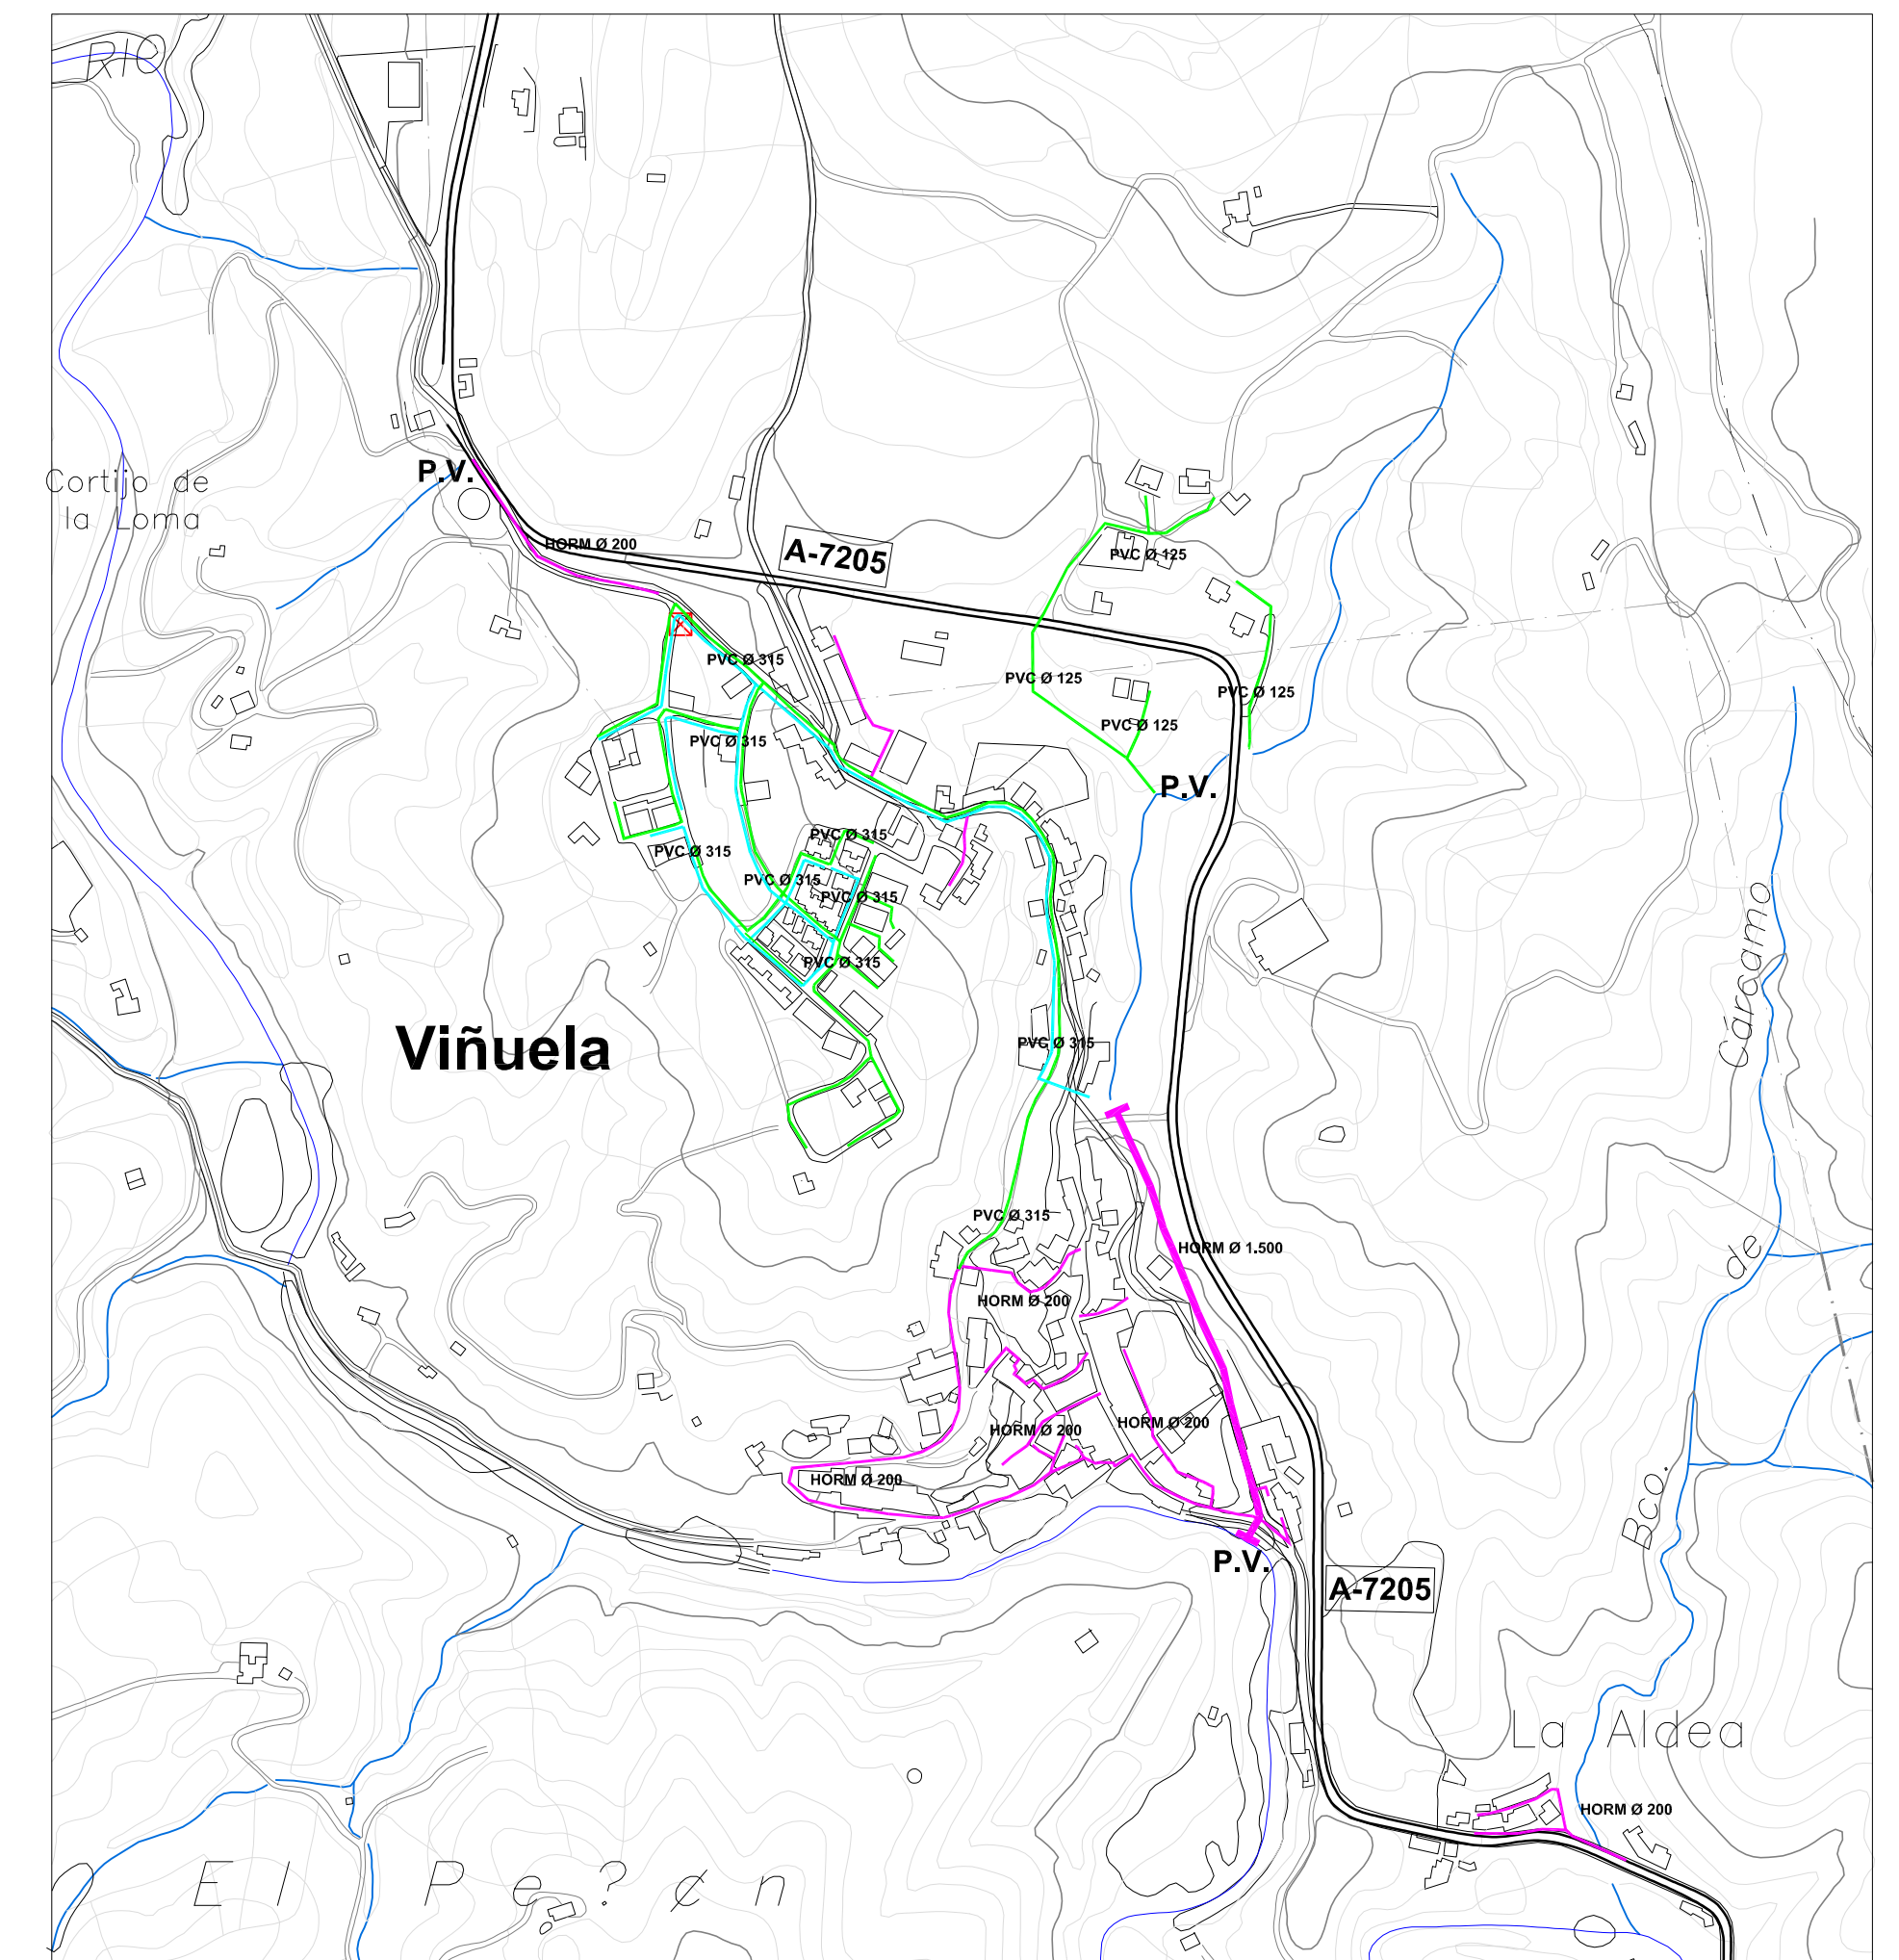 RIO
Cortijo de
la Loma
P.V.
HORM Ø 200
A-7205
PVC Ø 125
PVC Ø 315
PVC Ø 125
PVC Ø 125
PVC Ø 125
PVC Ø 315
P.V.
PVC Ø 315
PVC Ø 315
PVC Ø 315
PVC Ø 315
PVC Ø 315
Viñuela
PVC Ø 315
Bco. de Cárcamo
PVC Ø 315
HORM Ø 1.500
HORM Ø 200
HORM Ø 200
HORM Ø 200
HORM Ø 200
P.V.
A-7205
La Aldea
HORM Ø 200
El Pe?¢n